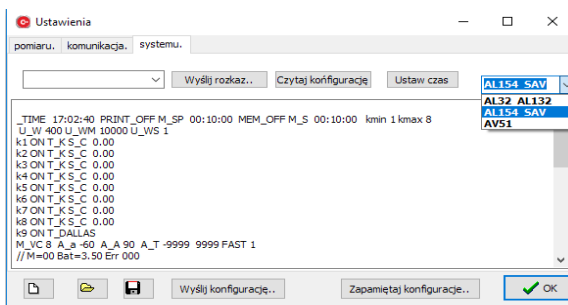 Ustawienia
pomiaru. komunikacja. systemu.
Wyślij rozkaz.. Czytaj końfigurację Ustaw czas AL154 SAV
AL32 AL132
AL154 SAV
AV51
_TIME 17:02:40 PRINT_OFF M_SP 00:10:00 MEM_OFF M_S 00:10:00 kmin 1 kmax 8
U_W 400 U_WM 10000 U_WS 1
k1 ON T_K S_C 0.00
k2 ON T_K S_C 0.00
k3 ON T_K S_C 0.00
k4 ON T_K S_C 0.00
k5 ON T_K S_C 0.00
k6 ON T_K S_C 0.00
k7 ON T_K S_C 0.00
k8 ON T_K S_C 0.00
k9 ON T_DALLAS
M_VC 8 A_a -60 A_A 90 A_T -9999 9999 FAST 1
// M=00 Bat=3.50 Err 000
Wyślij konfigurację.. Zapamiętaj konfiguracje.. OK